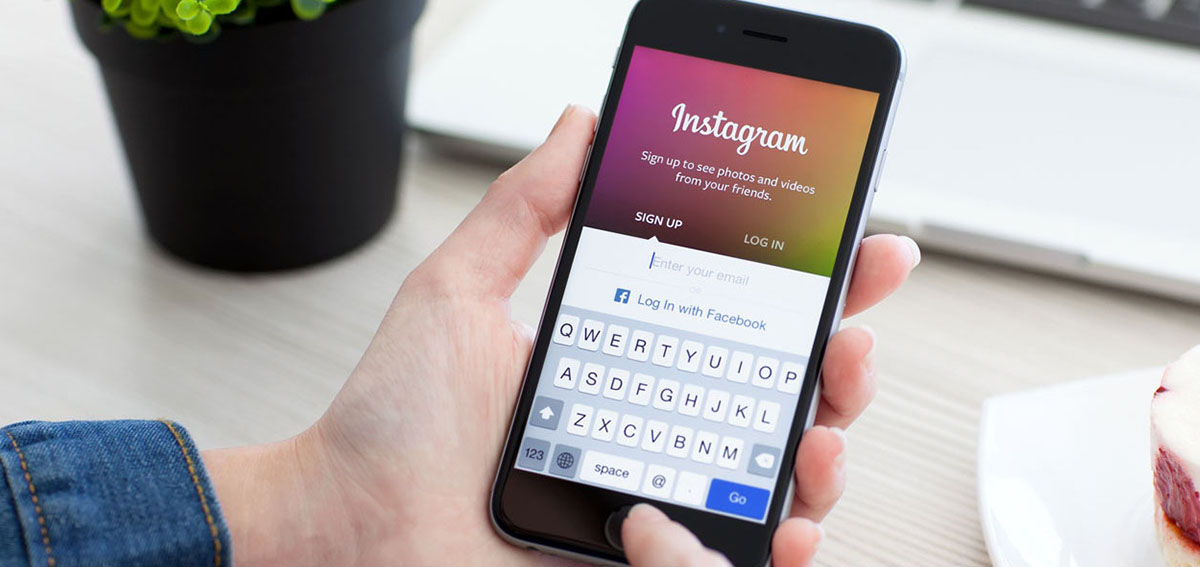 Instagram
Sign up to see photos and videos
from your friends.
SIGN UP
LOG IN
Enter your email
OR
f Log In with Facebook
Q W E R T Y U I O P
A S D F G H J K L
Z X C V B N M
123 space @ . Go